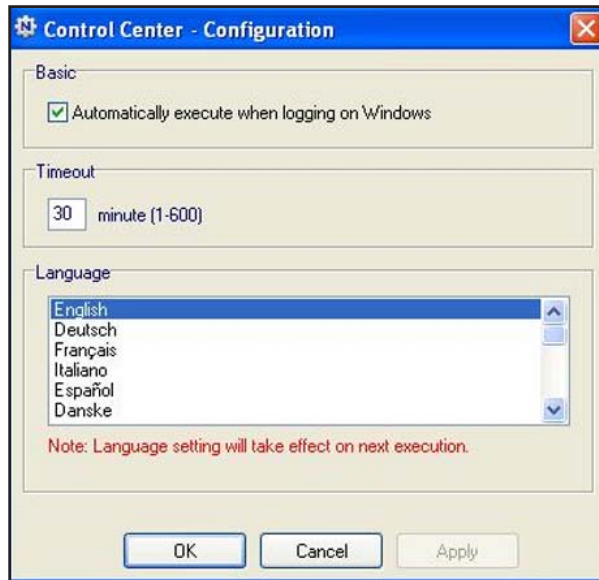 Control Center - Configuration
Basic
Automatically execute when logging on Windows
Timeout
30 minute (1-600)
Language
English
Deutsch
Français
Italiano
Español
Danske
Note: Language setting will take effect on next execution.
OK Cancel Apply